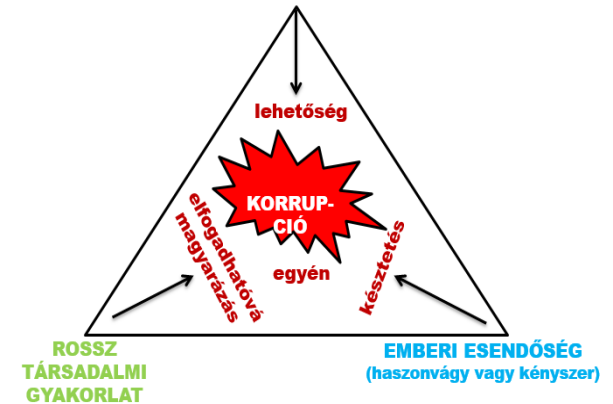 lehetőség
KORRUP-
CIÓ
elfogadhatóvá
magyarázás
egyén
késztetés
ROSSZ
TÁRSADALMI
GYAKORLAT
EMBERI ESENDŐSÉG
(haszonvágy vagy kényszer)